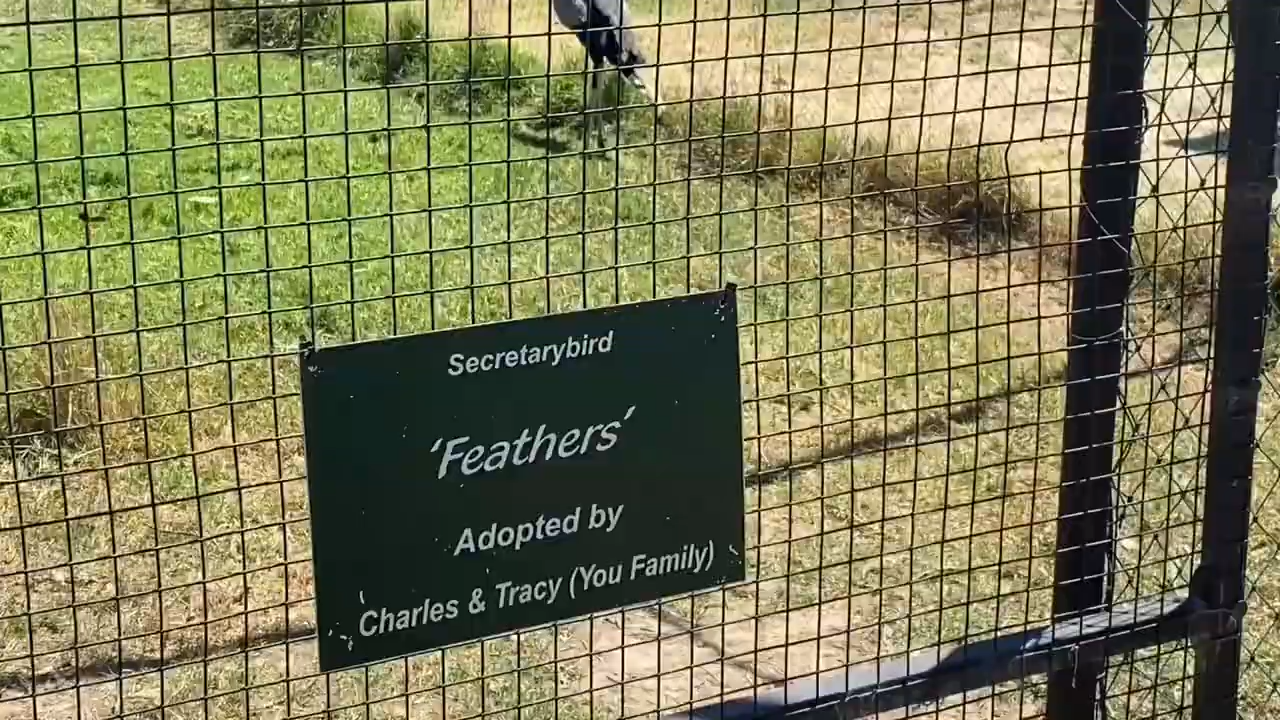 Secretarybird
‘Feathers’
Adopted by
Charles & Tracy (You Family)